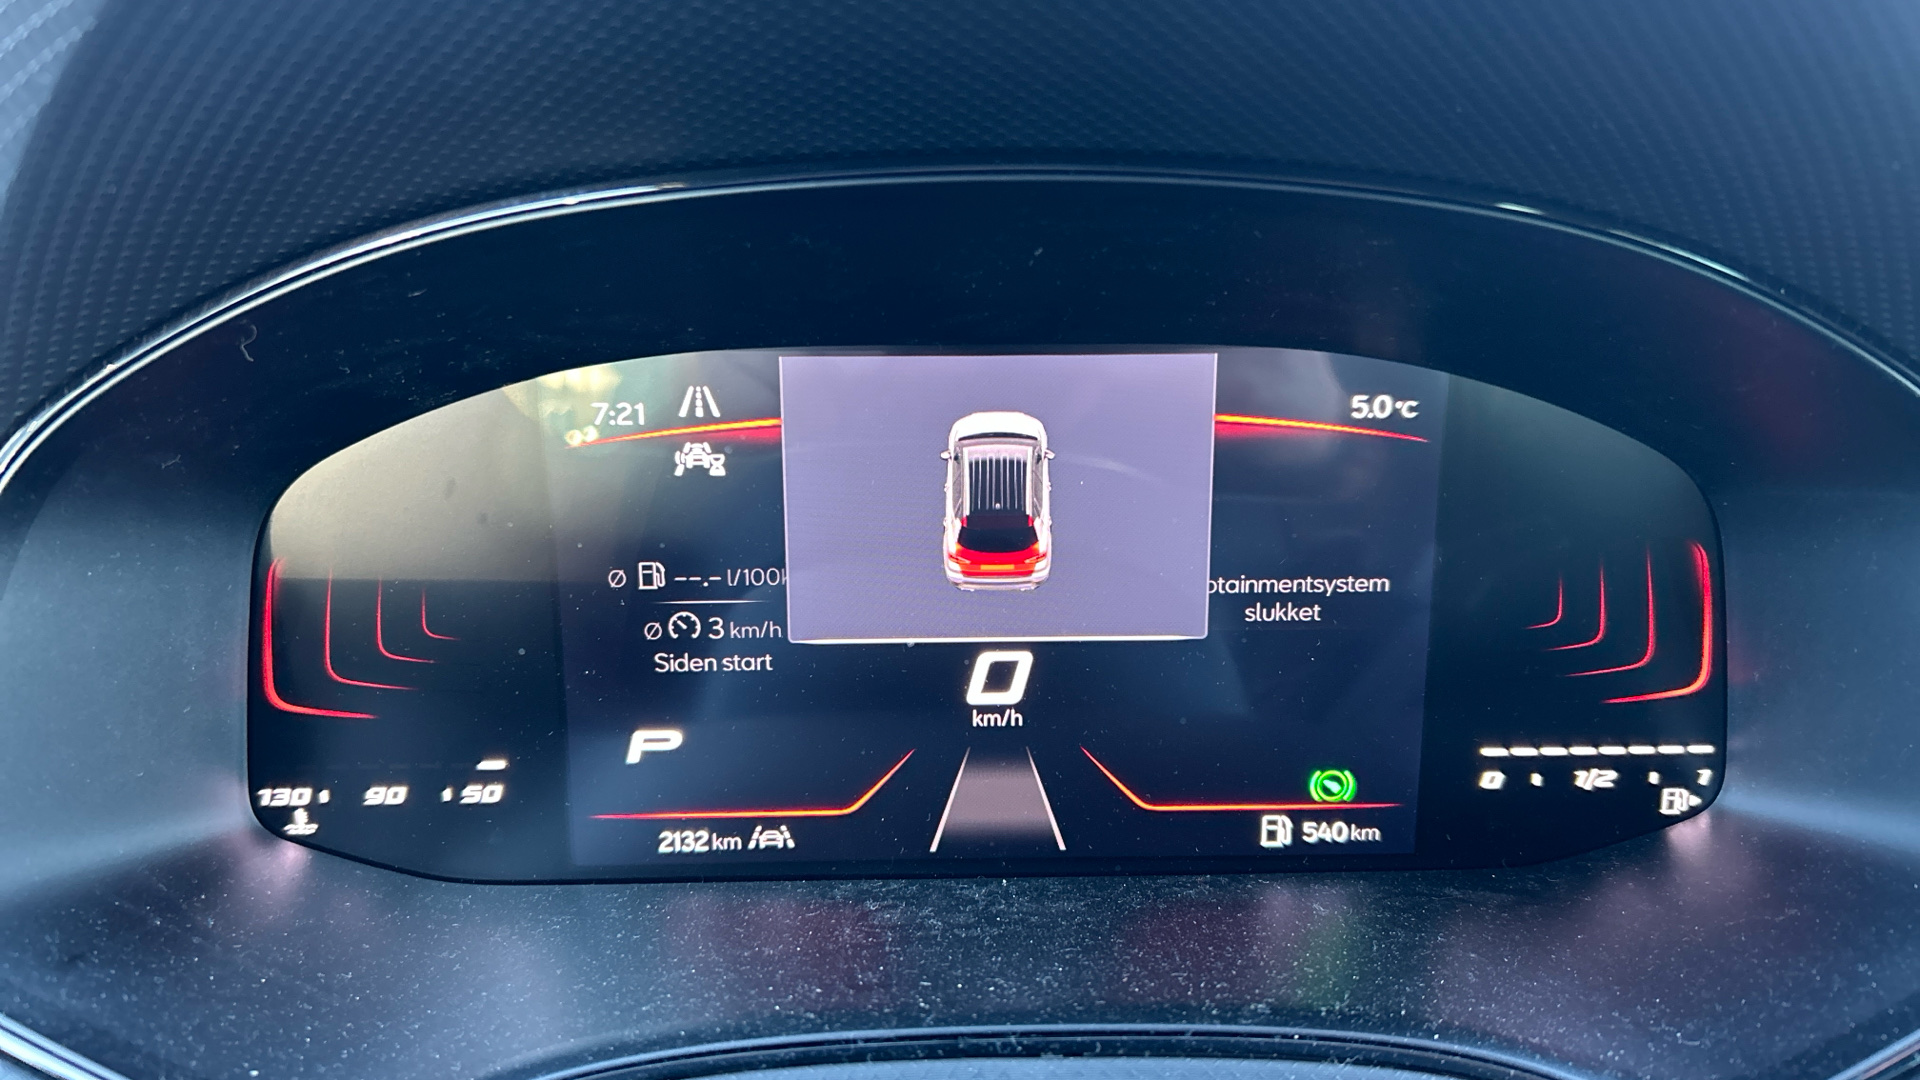 7:21
5.0°C
Ø --.- l/100
Ø 3 km/h
Siden start
otainmentsystem
slukket
0
km/h
P
130 90 50
0 1/2 1
2132 km
540 km